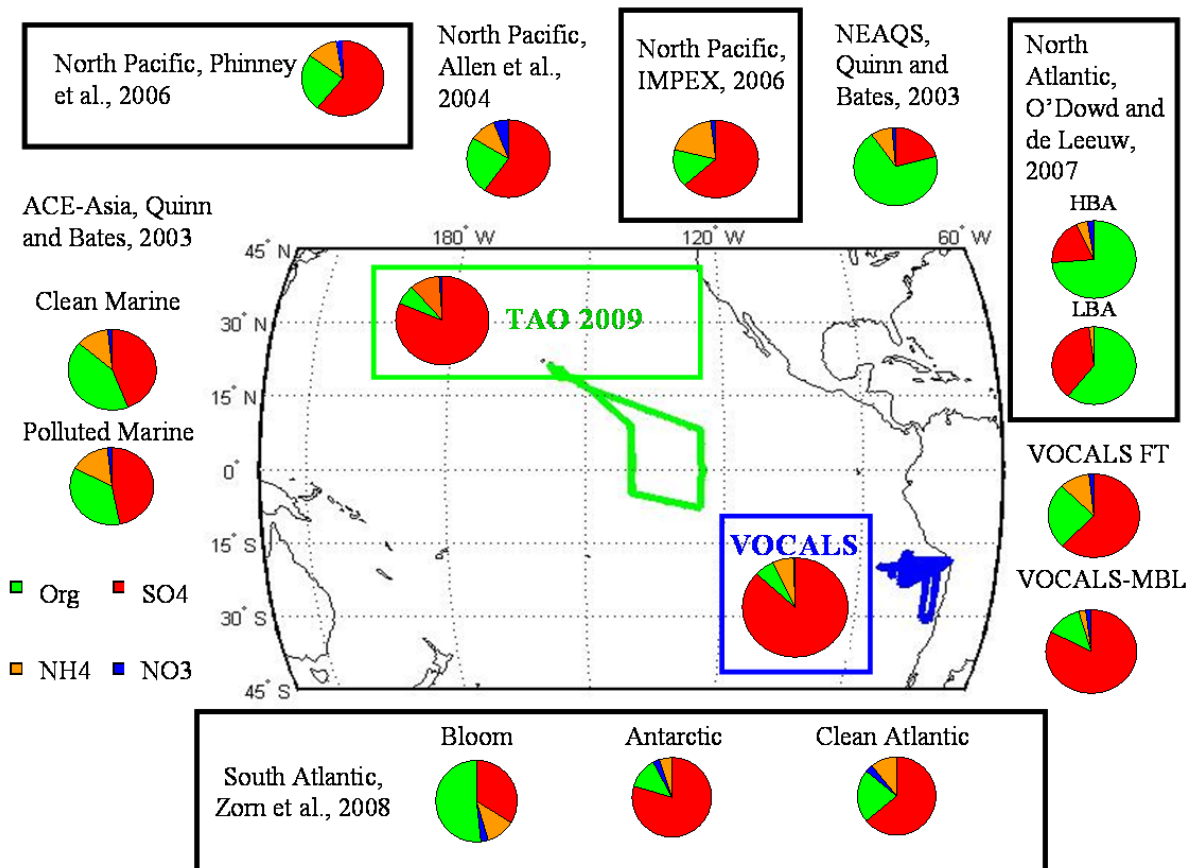 North Pacific, Phinney
et al., 2006
North Pacific,
Allen et al.,
2004
North Pacific,
IMPEX, 2006
NEAQS,
Quinn and
Bates, 2003
North
Atlantic,
O'Dowd and
de Leeuw,
2007
HBA
LBA
ACE-Asia, Quinn
and Bates, 2003
Clean Marine
Polluted Marine
180° W
120° W
60° W
45° N
30° N
15° N
0°
15° S
30° S
45° S
TAO 2009
VOCALS
VOCALS FT
VOCALS-MBL
Org
SO4
NH4
NO3
South Atlantic,
Zorn et al., 2008
Bloom
Antarctic
Clean Atlantic